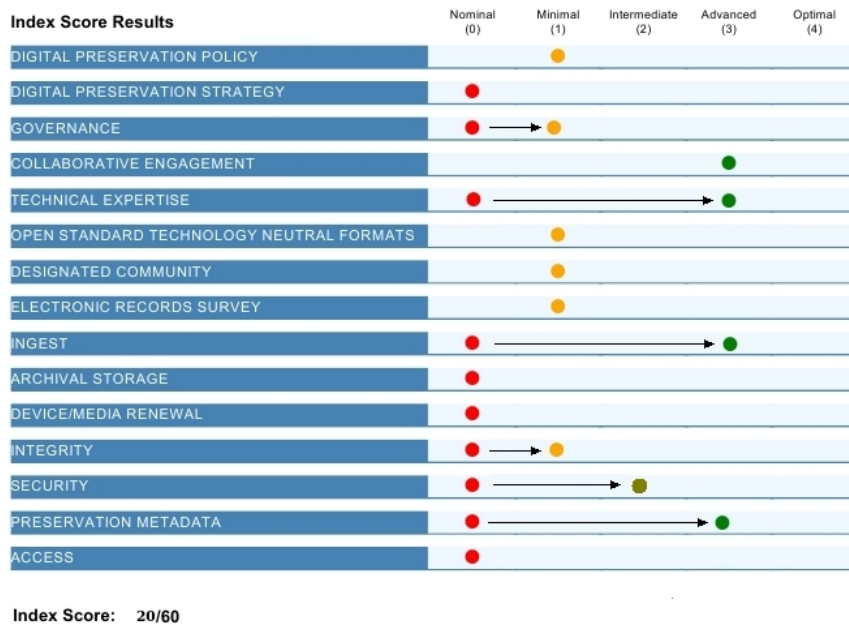 Index Score Results
Nominal Minimal Intermediate Advanced Optimal
(0) (1) (2) (3) (4)
DIGITAL PRESERVATION POLICY
DIGITAL PRESERVATION STRATEGY
GOVERNANCE
COLLABORATIVE ENGAGEMENT
TECHNICAL EXPERTISE
OPEN STANDARD TECHNOLOGY NEUTRAL FORMATS
DESIGNATED COMMUNITY
ELECTRONIC RECORDS SURVEY
INGEST
ARCHIVAL STORAGE
DEVICE/MEDIA RENEWAL
INTEGRITY
SECURITY
PRESERVATION METADATA
ACCESS
Index Score: 20/60